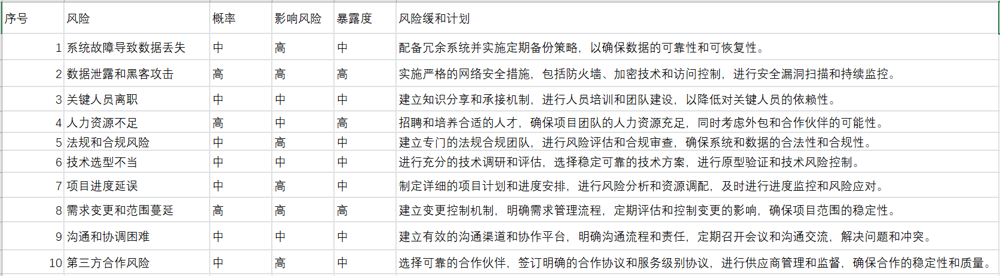 序号 风险 概率 影响风险 暴露度 风险缓和计划
1 系统故障导致数据丢失 中 高 中 配备冗余系统并实施定期备份策略，以确保数据的可靠性和可恢复性。
2 数据泄露和黑客攻击 高 高 高 实施严格的网络安全措施，包括防火墙、加密技术和访问控制，进行安全漏洞扫描和持续监控。
3 关键人员离职 中 中 中 建立知识分享和承接机制，进行人员培训和团队建设，以降低对关键人员的依赖性。
4 人力资源不足 高 中 高 招聘和培养合适的人才，确保项目团队的人力资源充足，同时考虑外包和合作伙伴的可能性。
5 法规和合规风险 中 高 中 建立专门的法规合规团队，进行风险评估和合规审查，确保系统和数据的合法性和合规性。
6 技术选型不当 中 中 中 进行充分的技术调研和评估，选择稳定可靠的技术方案，进行原型验证和技术风险控制。
7 项目进度延误 中 高 中 制定详细的项目计划和进度安排，进行风险分析和资源调配，及时进行进度监控和风险应对。
8 需求变更和范围蔓延 高 高 高 建立变更控制机制，明确需求管理流程，定期评估和控制变更的影响，确保项目范围的稳定性。
9 沟通和协调困难 中 中 中 建立有效的沟通渠道和协作平台，明确沟通流程和责任，定期召开会议和沟通交流，解决问题和冲突。
10 第三方合作风险 中 高 中 选择可靠的合作伙伴，签订明确的合作协议和服务级别协议，进行供应商管理和监督，确保合作的稳定性和质量。